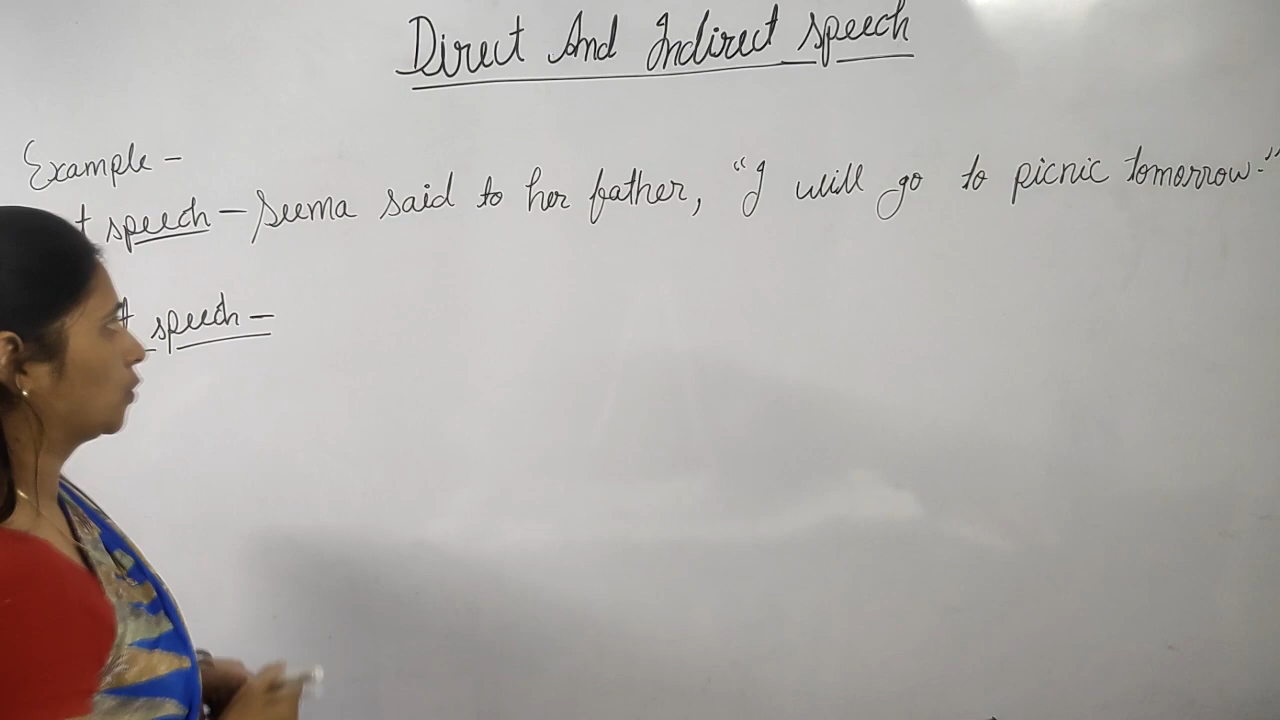 Direct And Indirect speech
Example -
speech - Seema said to her father, "I will go to picnic tomorrow."
speech -